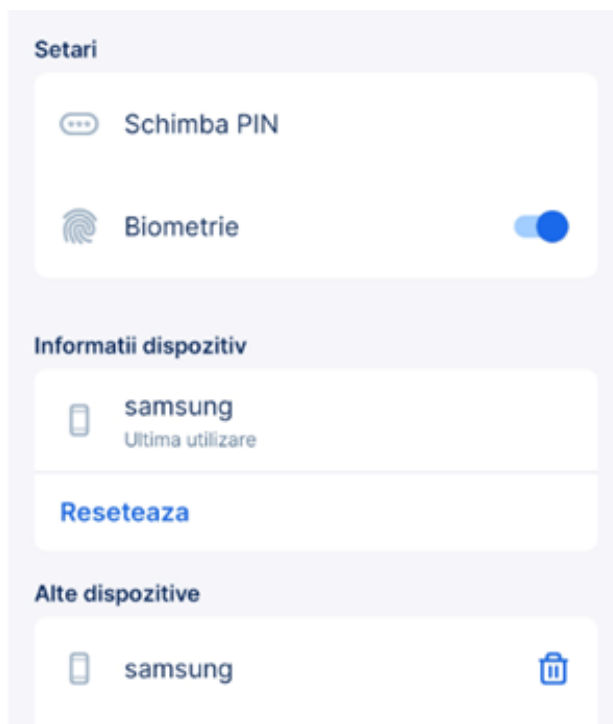 Setari
Schimba PIN
Biometrie
Informatii dispozitiv
samsung
Ultima utilizare
Reseteaza
Alte dispozitive
samsung